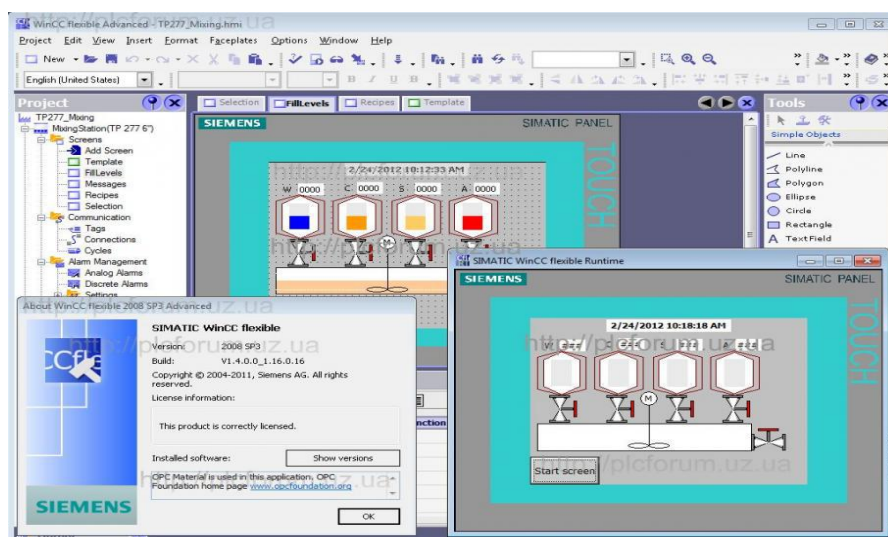 WinCC flexible Advanced - TP277_Mixing.hmi
Project Edit View Insert Format Faceplates Options Window Help
New
English (United States)
Project
TP277_Mixing
MixingStation(TP 277 6")
Screens
Add Screen
Template
FillLevels
Messages
Recipes
Selection
Communication
Tags
Connections
Cycles
Alarm Management
Analog Alarms
Discrete Alarms
Settings
Selection FillLevels Recipes Template
SIEMENS SIMATIC PANEL
TOUCH
2/24/2012 10:12:33 AM
W 0000 C 0000 S 0000 A 0000
M
Tools
Simple Objects
Line
Polyline
Polygon
Ellipse
Circle
Rectangle
TextField
About WinCC flexible 2008 SP3 Advanced
SIMATIC WinCC flexible
Version: 2008 SP3
Build: V1.4.0.0_1.16.0.16
Copyright © 2004-2011, Siemens AG. All rights
reserved.
License information:
This product is correctly licensed.
Installed software: Show versions
OPC Material is used in this application. OPC
Foundation home page www.opcfoundation.org
OK
CCfle
SIEMENS
SIMATIC WinCC flexible Runtime
SIEMENS SIMATIC PANEL
TOUCH
2/24/2012 10:18:18 AM
M
Start screen
http://plcforum.uz.ua